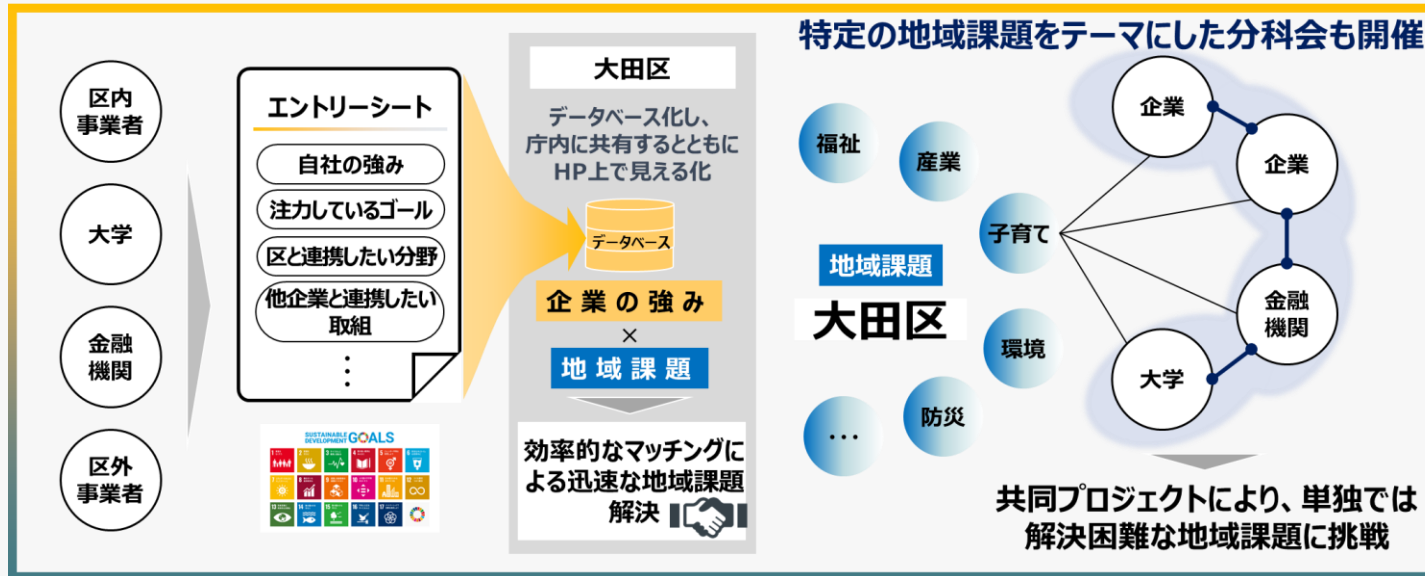 区内
事業者
大学
金融
機関
区外
事業者
エントリーシート
自社の強み
注力しているゴール
区と連携したい分野
他企業と連携したい
取組
⋮
SUSTAINABLE
DEVELOPMENT GOALS
大田区
データベース化し、
庁内に共有するとともに
HP上で見える化
データベース
企業の強み
×
地域課題
効率的なマッチングに
よる迅速な地域課題
解決
特定の地域課題をテーマにした分科会も開催
福祉
産業
子育て
環境
防災
…
地域課題
大田区
企業
企業
金融
機関
大学
共同プロジェクトにより、単独では
解決困難な地域課題に挑戦